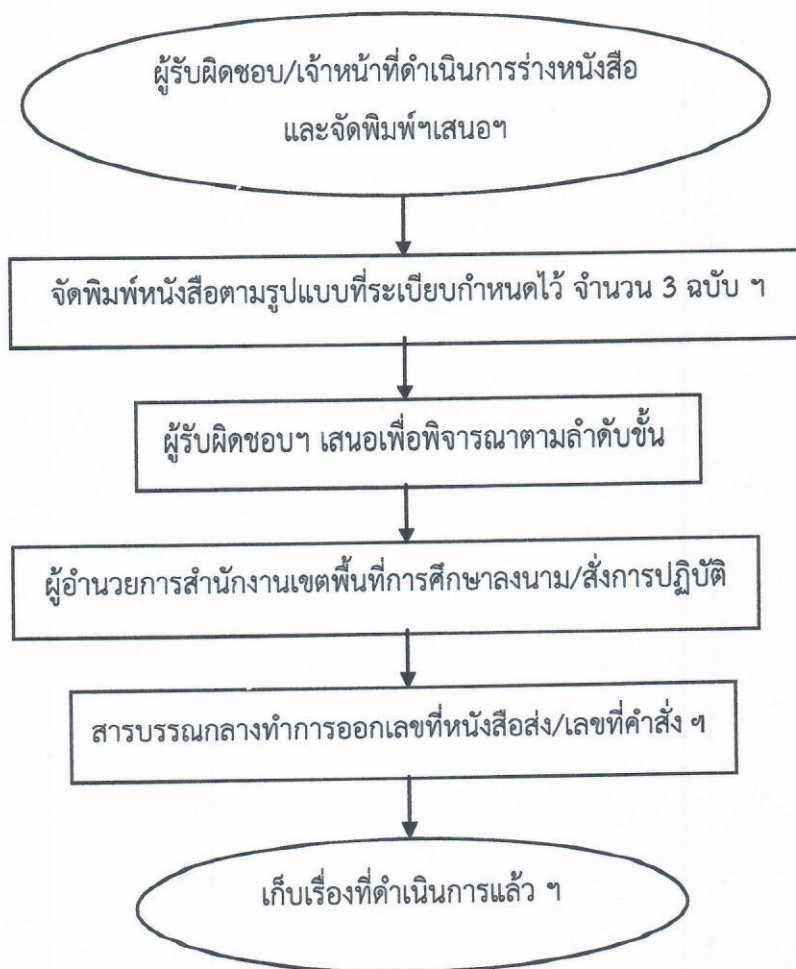 ผู้รับผิดชอบ/เจ้าหน้าที่ดำเนินการร่างหนังสือ
และจัดพิมพ์ฯเสนอฯ
จัดพิมพ์หนังสือตามรูปแบบที่ระเบียบกำหนดไว้ จำนวน 3 ฉบับ ฯ
ผู้รับผิดชอบฯ เสนอเพื่อพิจารณาตามลำดับขั้น
ผู้อำนวยการสำนักงานเขตพื้นที่การศึกษาลงนาม/สั่งการปฏิบัติ
สารบรรณกลางทำการออกเลขที่หนังสือส่ง/เลขที่คำสั่ง ฯ
เก็บเรื่องที่ดำเนินการแล้ว ฯ